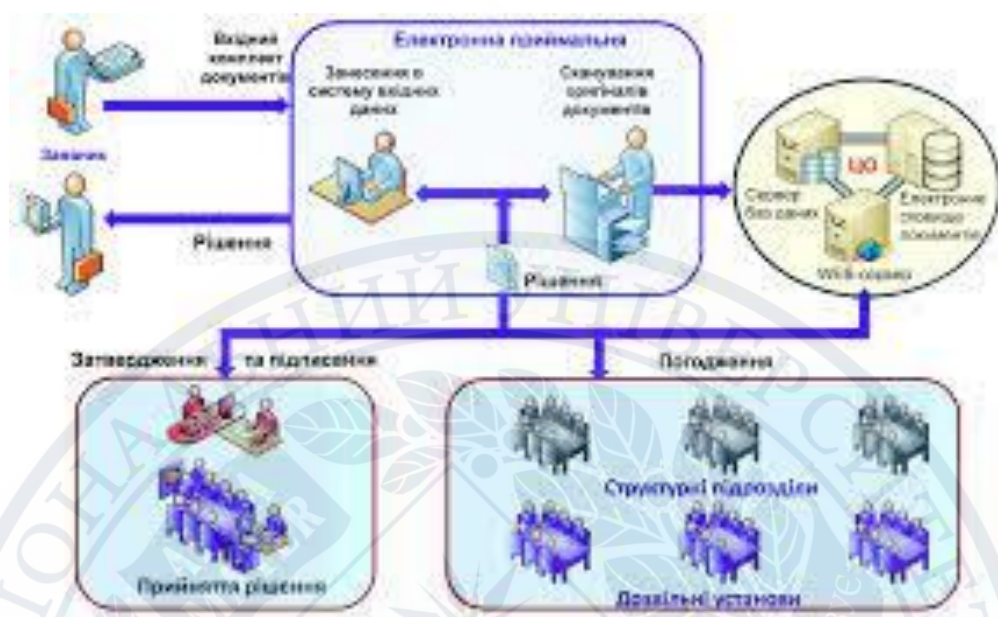 Вхідний
комплект
документів
Електронна приймальня
Занесення в
систему вхідних
даних
Сканування
оригіналів
документів
Заявник
Рішення
Рішення
ЦО
Сервер
баз даних
Електронне
сховище
документів
WEB-сервер
Затвердження та підписання
Погодження
Структурні підрозділи
Прийняття рішення
Дозвільні установи